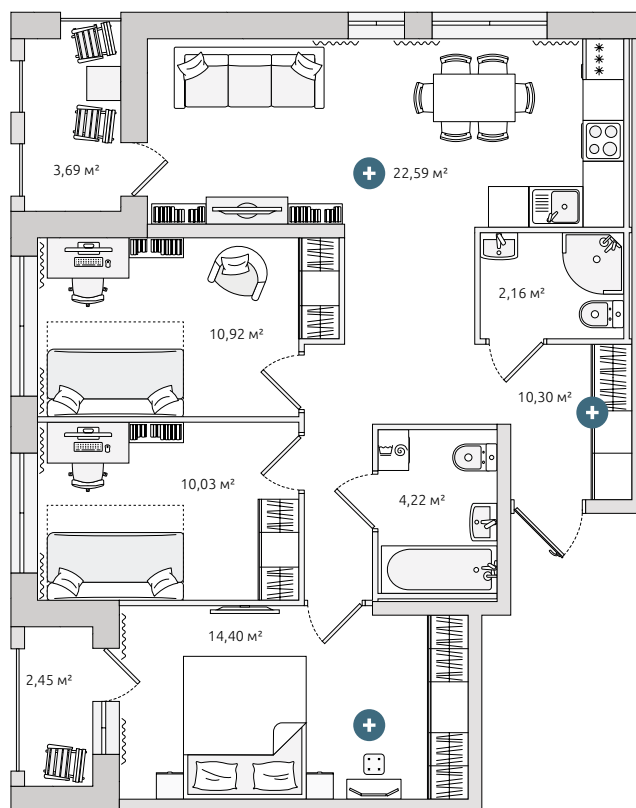 3,69 м²
22,59 м²
2,16 м²
10,92 м²
10,30 м²
10,03 м²
4,22 м²
14,40 м²
2,45 м²